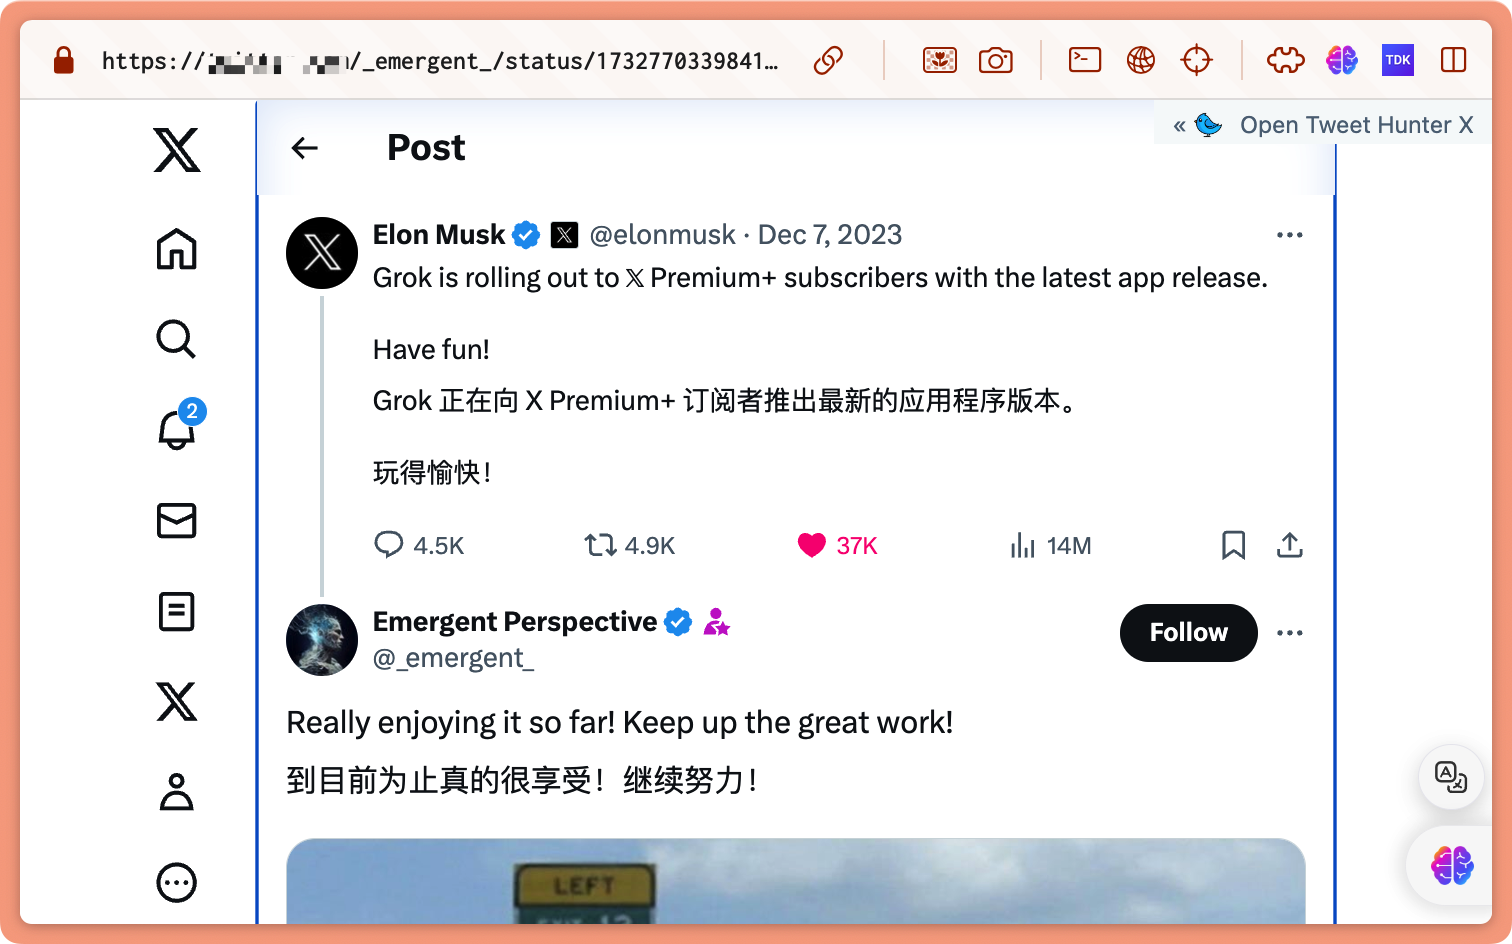 /_emergent_/status/1732770339841…
TDK
« Open Tweet Hunter X
Post
Elon Musk @elonmusk · Dec 7, 2023
Grok is rolling out to 𝕏 Premium+ subscribers with the latest app release.
Have fun!
Grok 正在向 X Premium+ 订阅者推出最新的应用程序版本。
玩得愉快！
2
4.5K 4.9K 37K 14M
Emergent Perspective
@_emergent_
Follow
Really enjoying it so far! Keep up the great work!
到目前为止真的很享受！继续努力！
LEFT